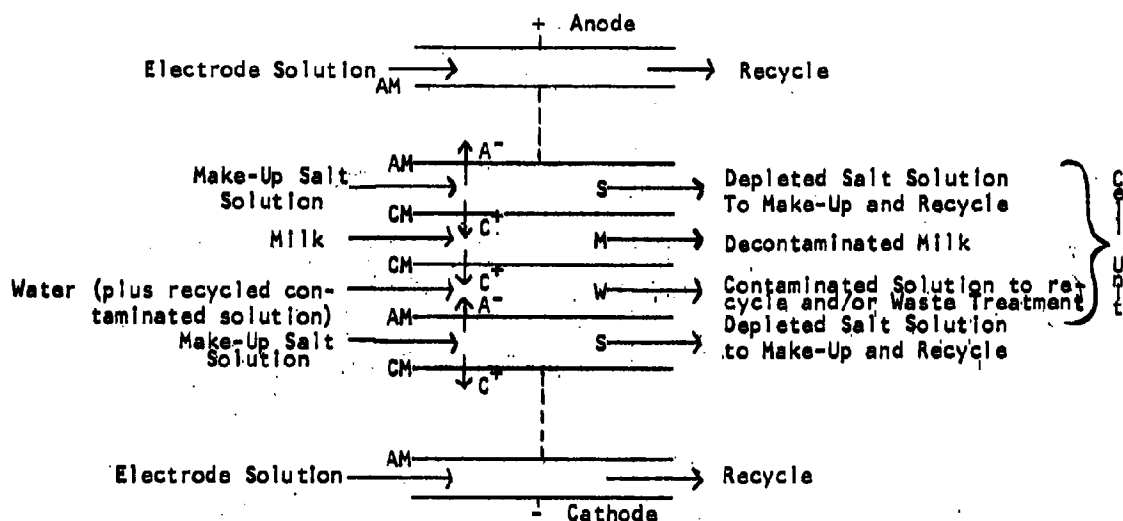 + Anode
Electrode Solution
Recycle
AM
A⁻
AM
Make-Up Salt
Solution
S
Depleted Salt Solution
To Make-Up and Recycle
CM
C⁺
Milk
M
Decontaminated Milk
CM
C⁺
Water (plus recycled con-
taminated solution)
W
Contaminated Solution to re-
cycle and/or Waste Treatment
A⁻
AM
Make-Up Salt
Solution
S
Depleted Salt Solution
to Make-Up and Recycle
CM
C⁺
Cell Unit
AM
Electrode Solution
Recycle
- Cathode